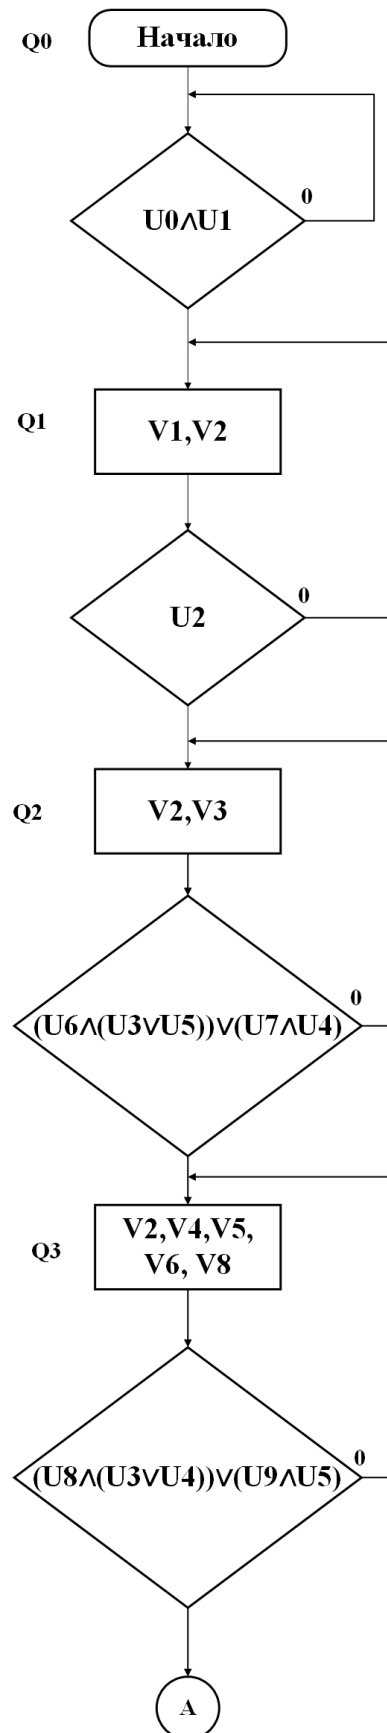 Q0
Начало
0
U0∧U1
Q1
V1,V2
0
U2
Q2
V2,V3
0
(U6∧(U3∨U5))∨(U7∧U4)
Q3
V2,V4,V5,
V6, V8
0
(U8∧(U3∨U4))∨(U9∧U5)
A